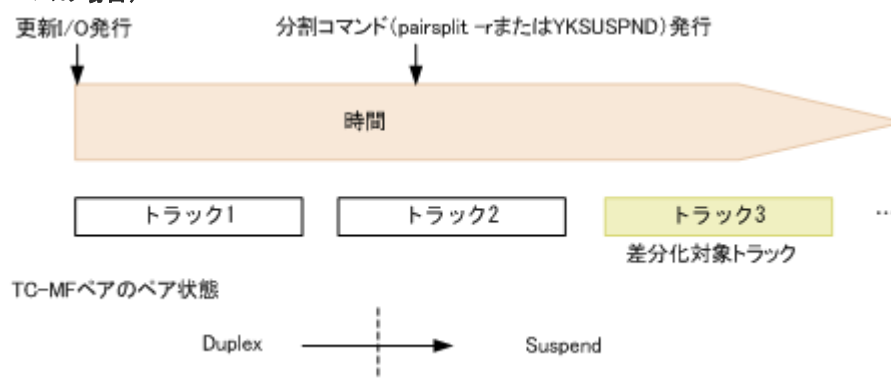 更新I/O発行
分割コマンド(pairsplit -rまたはYKSUSPND)発行
時間
トラック1
トラック2
トラック3
...
差分化対象トラック
TC-MFペアのペア状態
Duplex
Suspend